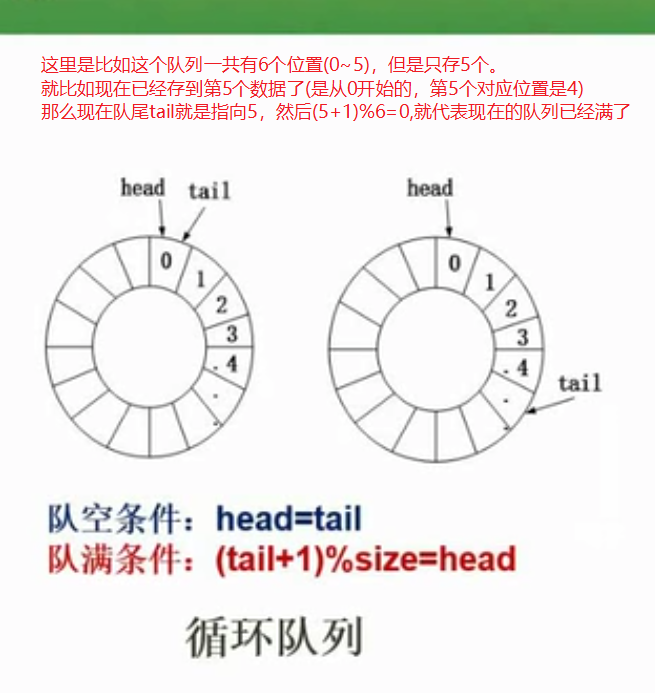 这里是比如这个队列一共有6个位置(0~5)，但是只存5个。
就比如现在已经存到第5个数据了(是从0开始的，第5个对应位置是4)
那么现在队尾tail就是指向5，然后(5+1)%6=0,就代表现在的队列已经满了
head tail
0
1
2
3
. 4
.
.
head
0
1
2
3
. 4
.
.
tail
队空条件：head=tail
队满条件：(tail+1)%size=head
循环队列